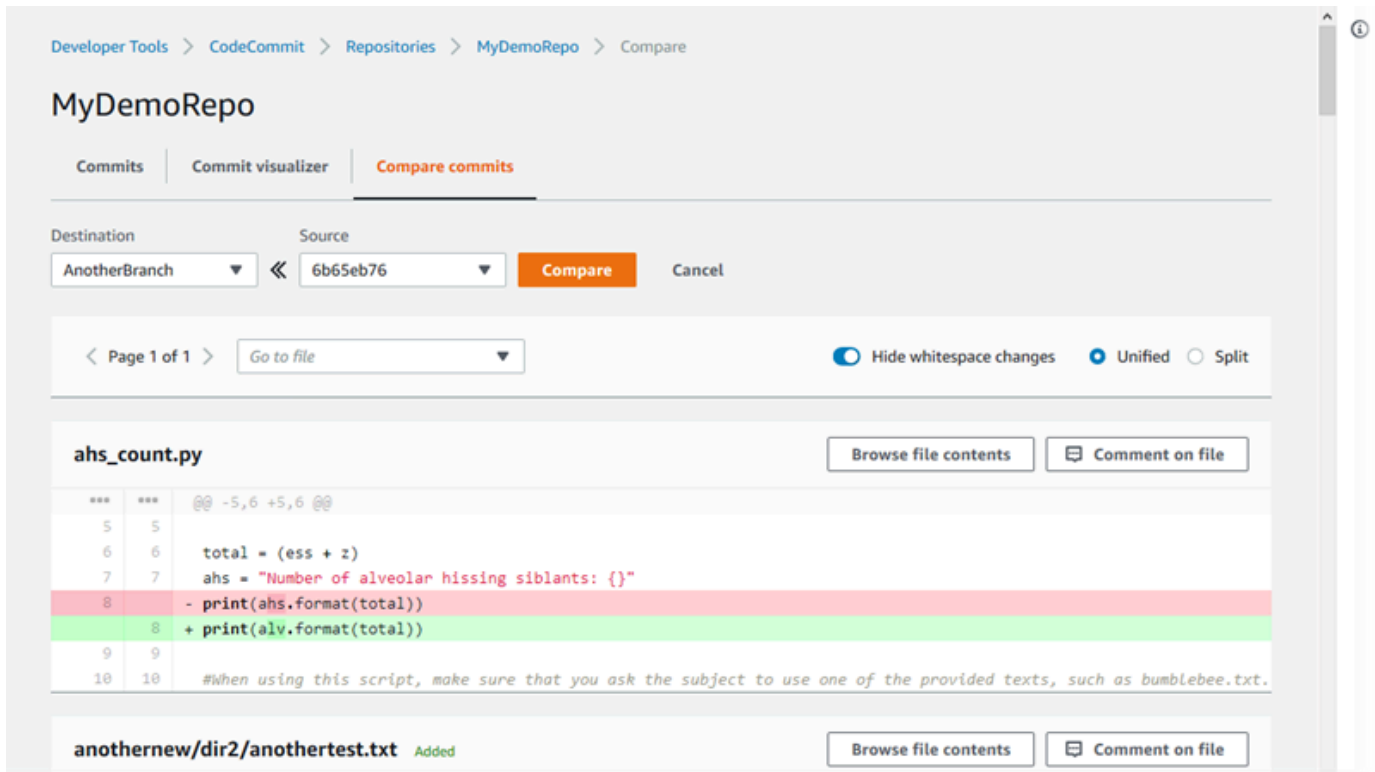 Developer Tools > CodeCommit > Repositories > MyDemoRepo > Compare
MyDemoRepo
Commits Commit visualizer Compare commits
Destination Source
AnotherBranch 6b65eb76 Compare Cancel
Page 1 of 1 Go to file Hide whitespace changes Unified Split
ahs_count.py Browse file contents Comment on file
@@ -5,6 +5,6 @@
5 5
6 6 total = (ess + z)
7 7 ahs = "Number of alveolar hissing siblants: {}"
8 - print(ahs.format(total))
8 + print(alv.format(total))
9 9
10 10 #When using this script, make sure that you ask the subject to use one of the provided texts, such as bumblebee.txt.
anothernew/dir2/anothertest.txt Added Browse file contents Comment on file